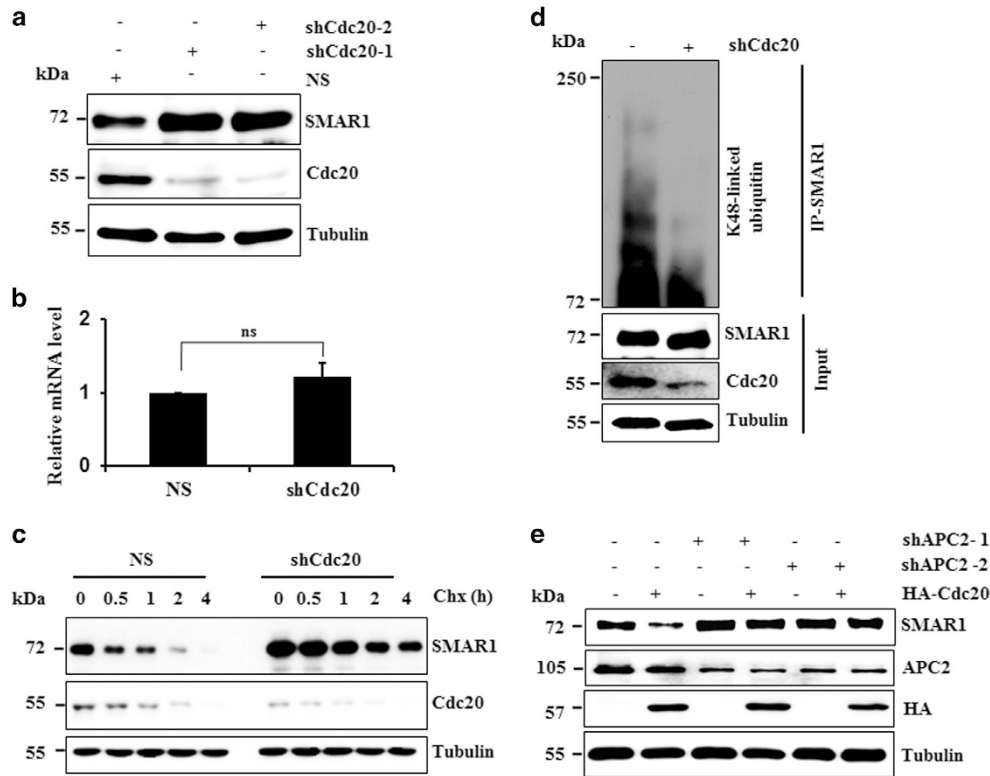 a
- - + shCdc20-2
- + - shCdc20-1
kDa + - - NS
72 SMAR1
55 Cdc20
55 Tubulin
b
Relative mRNA level
2
1
0
ns
NS shCdc20
c
NS shCdc20
kDa 0 0.5 1 2 4 0 0.5 1 2 4 Chx (h)
72 SMAR1
55 Cdc20
55 Tubulin
d
kDa - + shCdc20
250
72
K48-linked
ubiquitin
IP-SMAR1
72 SMAR1
55 Cdc20
55 Tubulin
Input
e
- - + + - - shAPC2-1
- - - - + + shAPC2-2
kDa - + - + - + HA-Cdc20
72 SMAR1
105 APC2
57 HA
55 Tubulin